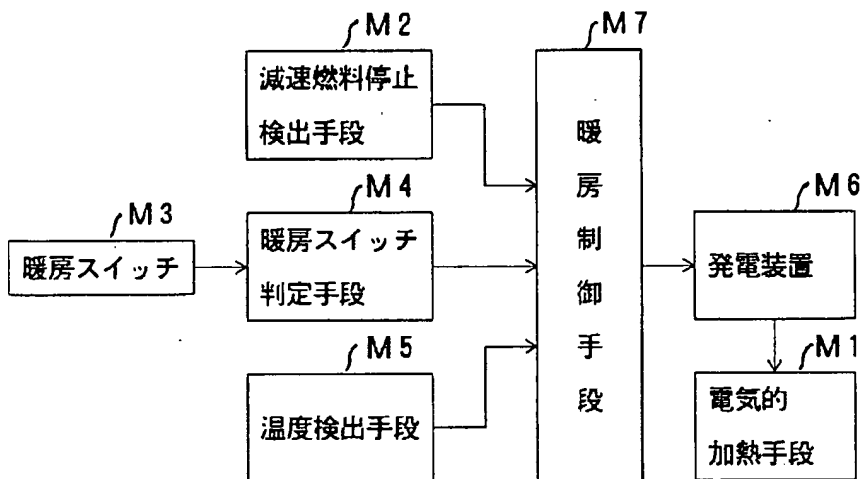 M2
減速燃料停止
検出手段
M3
暖房スイッチ
M4
暖房スイッチ
判定手段
M5
温度検出手段
M7
暖
房
制
御
手
段
M6
発電装置
M1
電気的
加熱手段